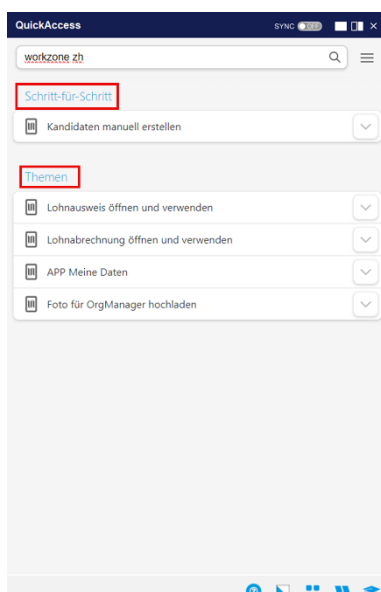 QuickAccess SYNC OFF
workzone zh
Schritt-für-Schritt
Kandidaten manuell erstellen
Themen
Lohnausweis öffnen und verwenden
Lohnabrechnung öffnen und verwenden
APP Meine Daten
Foto für OrgManager hochladen